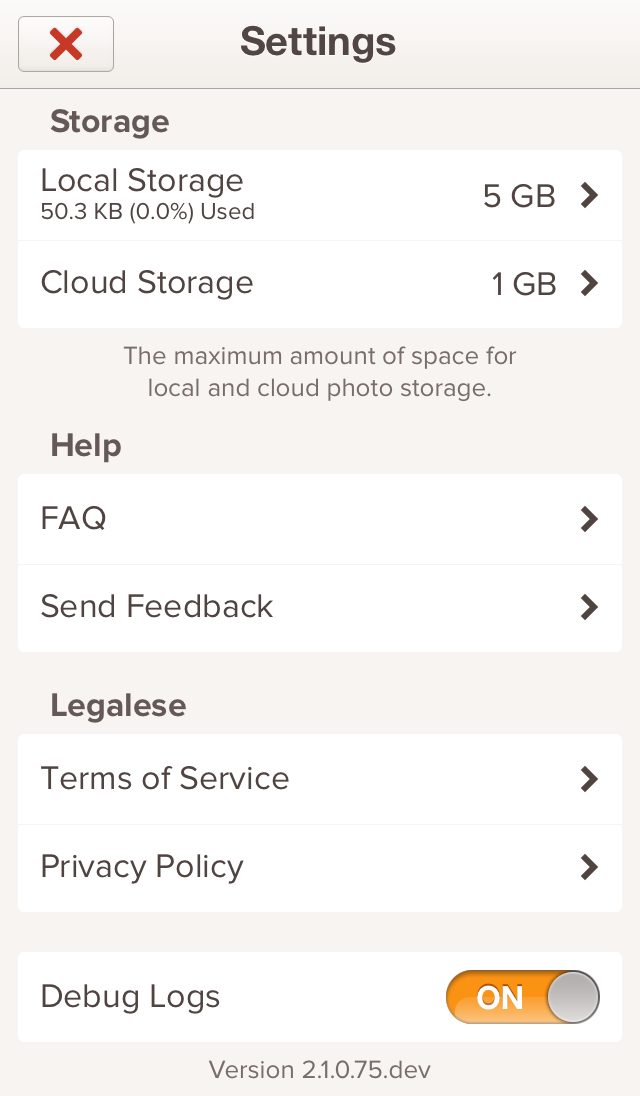 Settings
Storage
Local Storage
50.3 KB (0.0%) Used
5 GB
Cloud Storage
1 GB
The maximum amount of space for
local and cloud photo storage.
Help
FAQ
Send Feedback
Legalese
Terms of Service
Privacy Policy
Debug Logs
ON
Version 2.1.0.75.dev